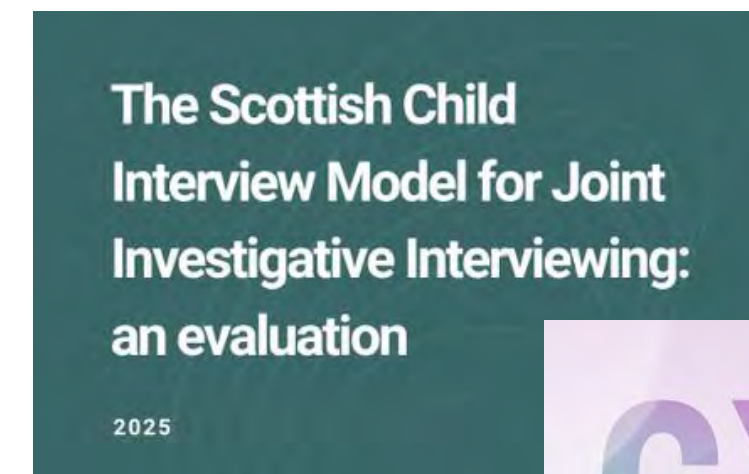 The Scottish Child
Interview Model for Joint
Investigative Interviewing:
an evaluation
2025